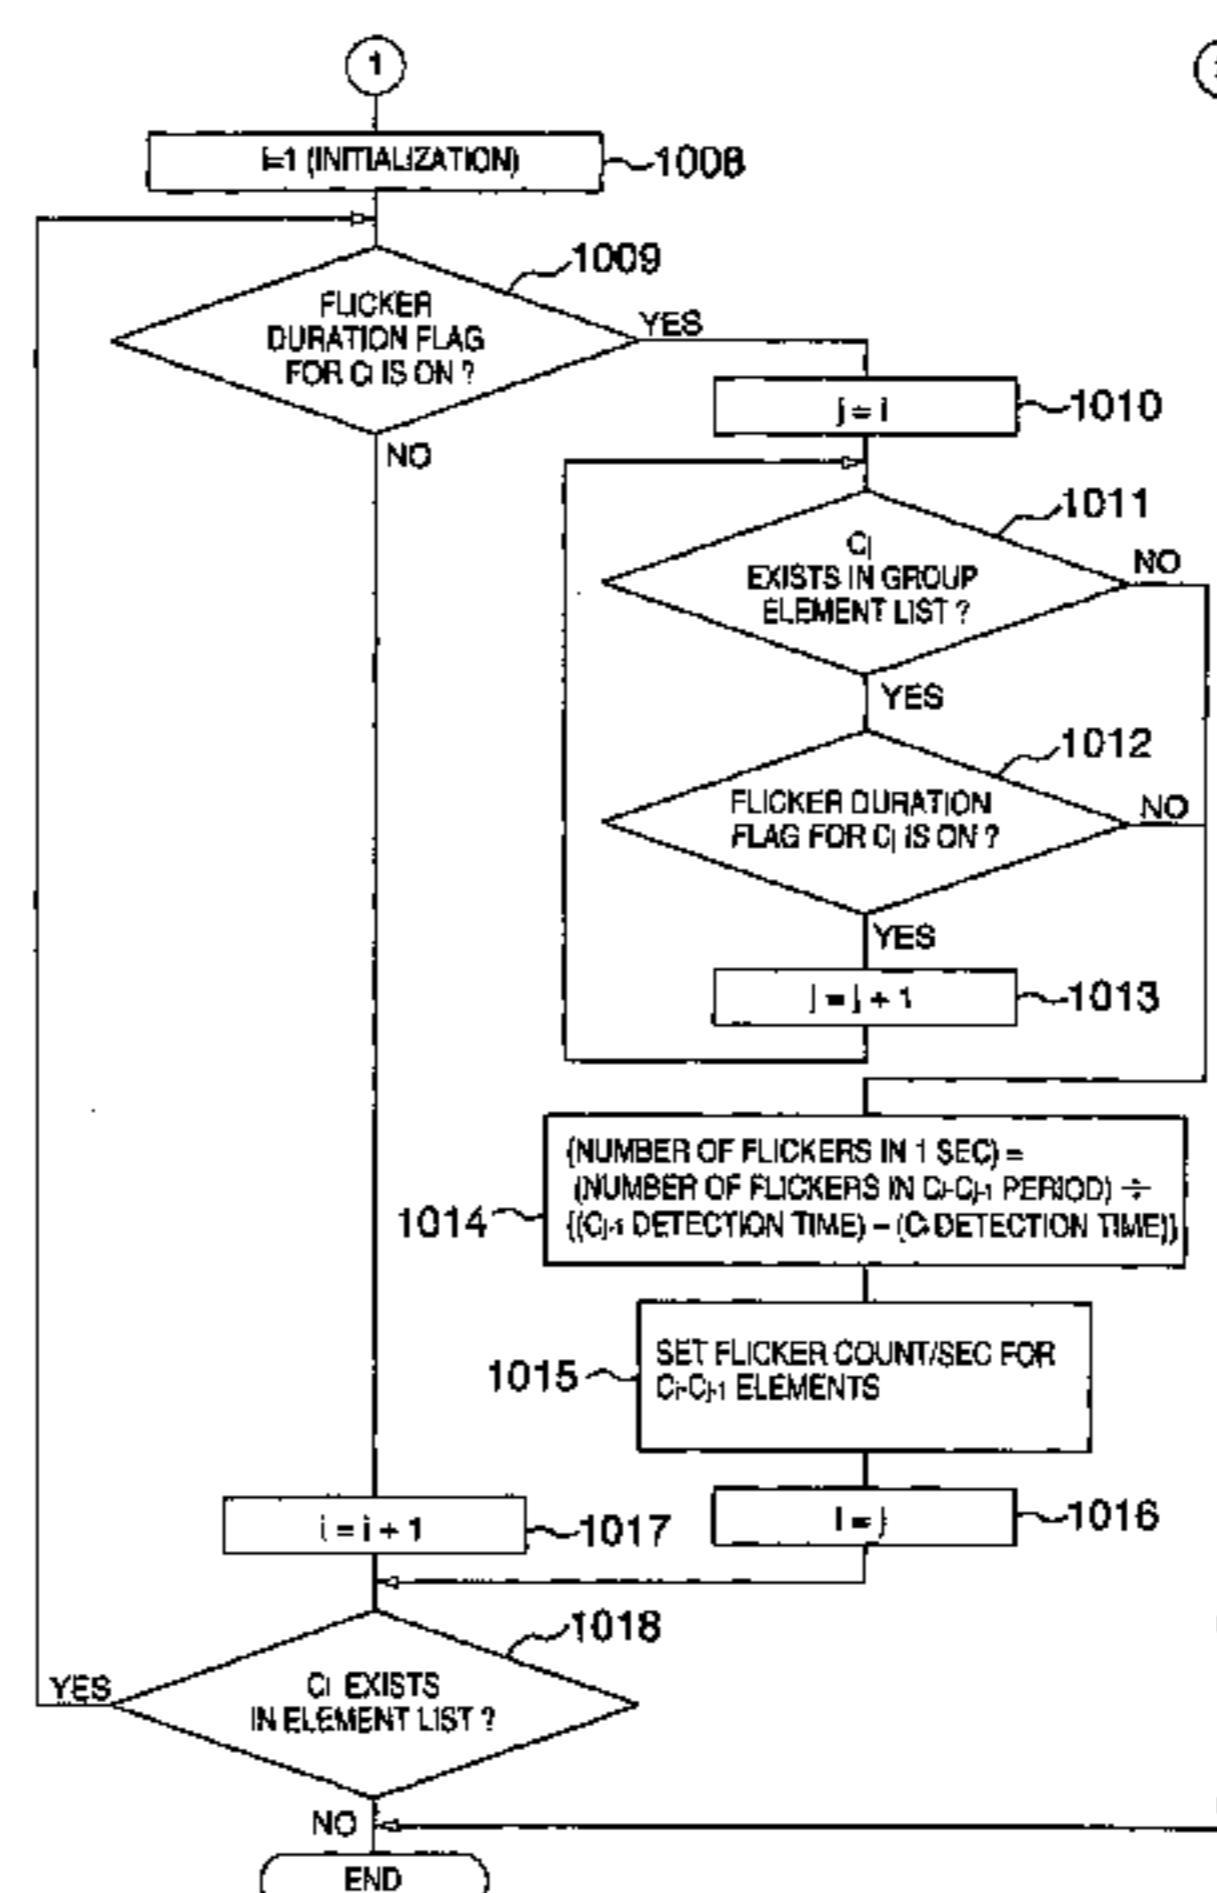 1
i=1 (INITIALIZATION)
1008
1009
FLICKER
DURATION FLAG
FOR Ci IS ON ?
YES
NO
j = i
1010
1011
Cj
EXISTS IN GROUP
ELEMENT LIST ?
NO
YES
1012
FLICKER DURATION
FLAG FOR Cj IS ON ?
NO
YES
j = j + 1
1013
(NUMBER OF FLICKERS IN 1 SEC) =
(NUMBER OF FLICKERS IN Ci-Cj-1 PERIOD) ÷
{(Cj-1 DETECTION TIME) – (Ci DETECTION TIME)}
1014
SET FLICKER COUNT/SEC FOR
Ci-Cj-1 ELEMENTS
1015
i = j
1016
i = i + 1
1017
1018
Ci EXISTS
IN ELEMENT LIST ?
YES
NO
END